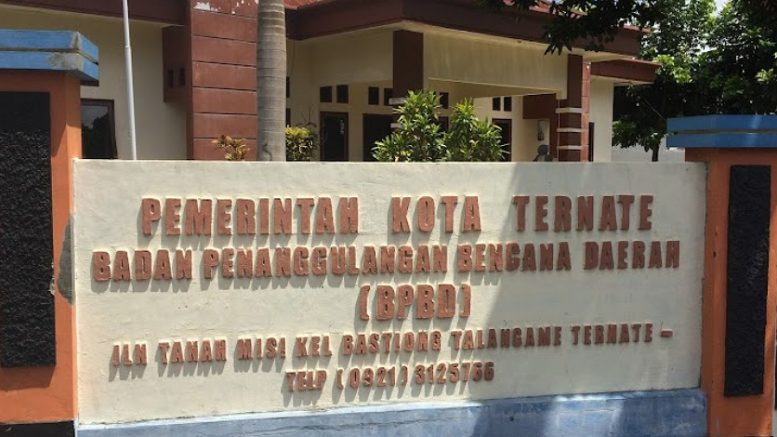 PEMERINTAH KOTA TERNATE
BADAN PENANGGULANGAN BENCANA DAERAH
(BPBD)
JLN TANAH MISI KEL BASTIONG TALANGAME TERNATE -
TELP (0921) 3125766